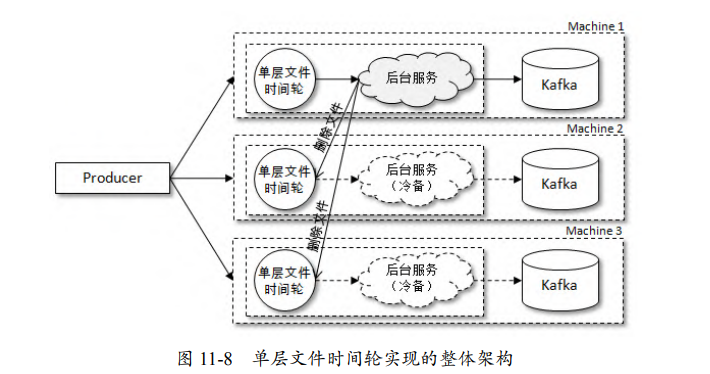 Machine 1
单层文件
时间轮
后台服务
Kafka
删除文件
Machine 2
Producer
单层文件
时间轮
后台服务
（冷备）
Kafka
删除文件
Machine 3
单层文件
时间轮
后台服务
（冷备）
Kafka
图 11-8 单层文件时间轮实现的整体架构